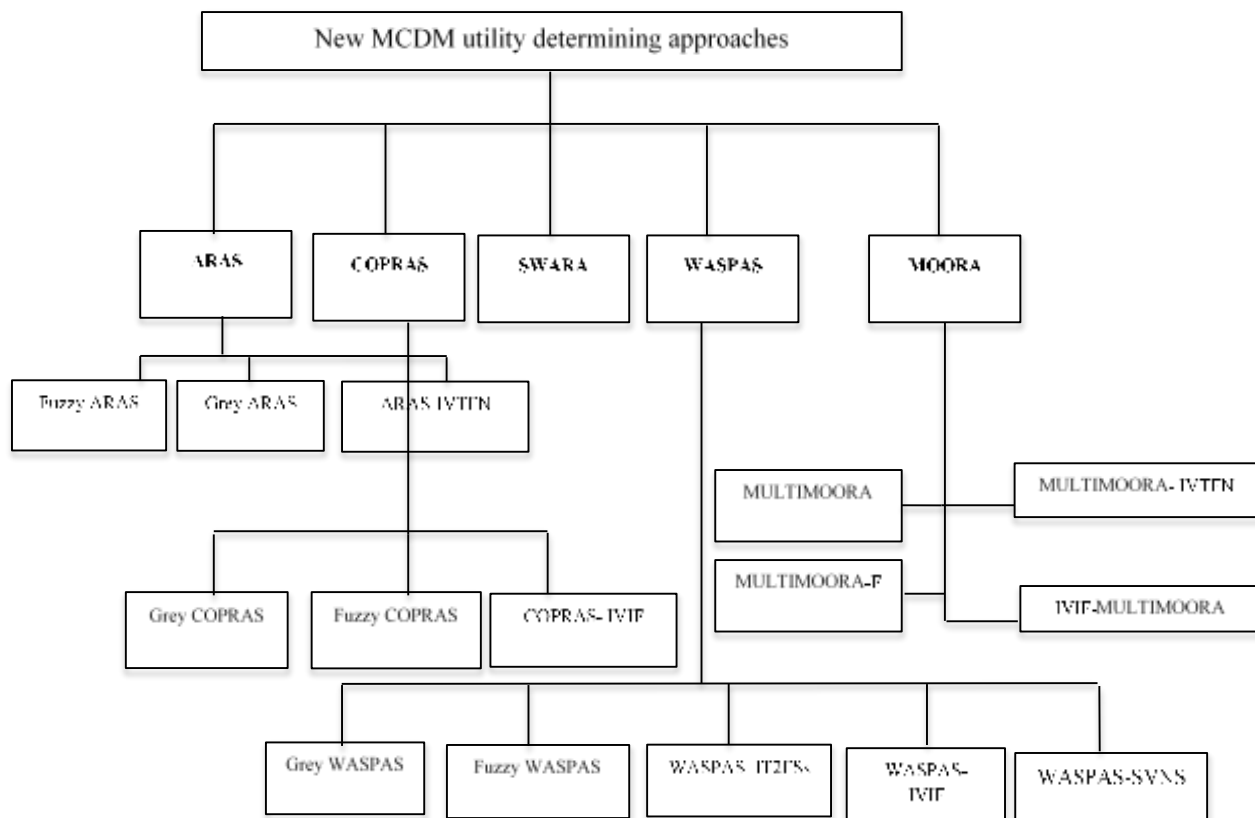 New MCDM utility determining approaches
ARAS
COPRAS
SWARA
WASPAS
MOORA
Fuzzy ARAS
Grey ARAS
ARAS-IVTFN
MULTIMOORA
MULTIMOORA- IVTFN
MULTIMOORA-F
IVIF-MULTIMOORA
Grey COPRAS
Fuzzy COPRAS
COPRAS- IVIF
Grey WASPAS
Fuzzy WASPAS
WASPAS-IT2FSs
WASPAS-
IVIF
WASPAS-SVNS